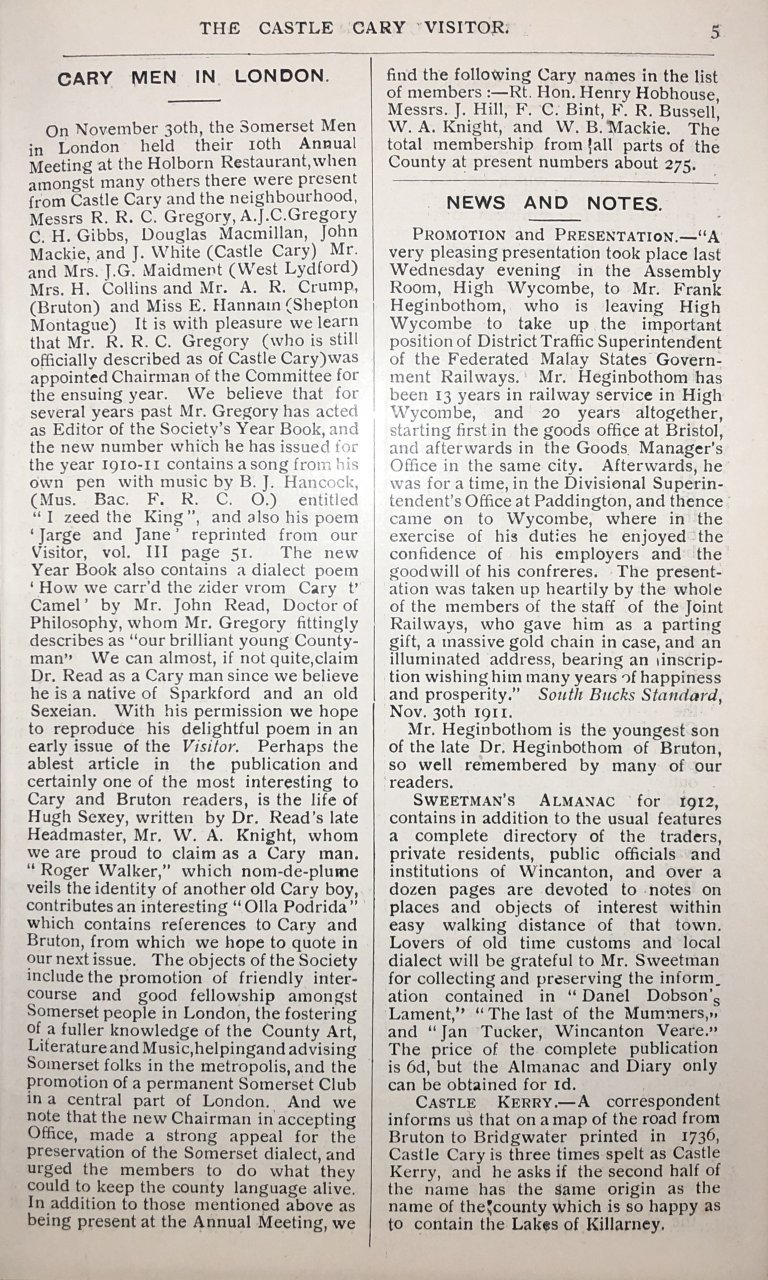 THE CASTLE CARY VISITOR.
5
CARY MEN IN LONDON.
On November 30th, the Somerset Men
in London held their 10th Annual
Meeting at the Holborn Restaurant,when
amongst many others there were present
from Castle Cary and the neighbourhood,
Messrs R. R. C. Gregory, A.J.C.Gregory
C. H. Gibbs, Douglas Macmillan, John
Mackie, and J. White (Castle Cary) Mr.
and Mrs. J.G. Maidment (West Lydford)
Mrs. H. Collins and Mr. A. R. Crump,
(Bruton) and Miss E. Hannam (Shepton
Montague) It is with pleasure we learn
that Mr. R. R. C. Gregory (who is still
officially described as of Castle Cary)was
appointed Chairman of the Committee for
the ensuing year. We believe that for
several years past Mr. Gregory has acted
as Editor of the Society's Year Book, and
the new number which he has issued for
the year 1910-11 contains a song from his
own pen with music by B. J. Hancock,
(Mus. Bac. F. R. C. O.) entitled
" I zeed the King ", and also his poem
' Jarge and Jane ' reprinted from our
Visitor, vol. III page 51. The new
Year Book also contains a dialect poem
' How we carr'd the zider vrom Cary t'
Camel ' by Mr. John Read, Doctor of
Philosophy, whom Mr. Gregory fittingly
describes as "our brilliant young County-
man" We can almost, if not quite,claim
Dr. Read as a Cary man since we believe
he is a native of Sparkford and an old
Sexeian. With his permission we hope
to reproduce his delightful poem in an
early issue of the Visitor. Perhaps the
ablest article in the publication and
certainly one of the most interesting to
Cary and Bruton readers, is the life of
Hugh Sexey, written by Dr. Read's late
Headmaster, Mr. W. A. Knight, whom
we are proud to claim as a Cary man.
" Roger Walker," which nom-de-plume
veils the identity of another old Cary boy,
contributes an interesting " Olla Podrida "
which contains references to Cary and
Bruton, from which we hope to quote in
our next issue. The objects of the Society
include the promotion of friendly inter-
course and good fellowship amongst
Somerset people in London, the fostering
of a fuller knowledge of the County Art,
Literature and Music,helping and advising
Somerset folks in the metropolis, and the
promotion of a permanent Somerset Club
in a central part of London. And we
note that the new Chairman in accepting
Office, made a strong appeal for the
preservation of the Somerset dialect, and
urged the members to do what they
could to keep the county language alive.
In addition to those mentioned above as
being present at the Annual Meeting, we
find the following Cary names in the list
of members :—Rt. Hon. Henry Hobhouse,
Messrs. J. Hill, F. C. Bint, F. R. Bussell,
W. A. Knight, and W. B. Mackie. The
total membership from all parts of the
County at present numbers about 275.
NEWS AND NOTES.
PROMOTION and PRESENTATION.—"A
very pleasing presentation took place last
Wednesday evening in the Assembly
Room, High Wycombe, to Mr. Frank
Heginbothom, who is leaving High
Wycombe to take up the important
position of District Traffic Superintendent
of the Federated Malay States Govern-
ment Railways. Mr. Heginbothom has
been 13 years in railway service in High
Wycombe, and 20 years altogether,
starting first in the goods office at Bristol,
and afterwards in the Goods Manager's
Office in the same city. Afterwards, he
was for a time, in the Divisional Superin-
tendent's Office at Paddington, and thence
came on to Wycombe, where in the
exercise of his duties he enjoyed the
confidence of his employers and the
goodwill of his confreres. The present-
ation was taken up heartily by the whole
of the members of the staff of the Joint
Railways, who gave him as a parting
gift, a massive gold chain in case, and an
illuminated address, bearing an inscrip-
tion wishing him many years of happiness
and prosperity." South Bucks Standard,
Nov. 30th 1911.
Mr. Heginbothom is the youngest son
of the late Dr. Heginbothom of Bruton,
so well remembered by many of our
readers.
SWEETMAN'S ALMANAC for 1912,
contains in addition to the usual features
a complete directory of the traders,
private residents, public officials and
institutions of Wincanton, and over a
dozen pages are devoted to notes on
places and objects of interest within
easy walking distance of that town.
Lovers of old time customs and local
dialect will be grateful to Mr. Sweetman
for collecting and preserving the inform-
ation contained in " Danel Dobson's
Lament," " The last of the Mummers,,,
and " Jan Tucker, Wincanton Veare."
The price of the complete publication
is 6d, but the Almanac and Diary only
can be obtained for 1d.
CASTLE KERRY.—A correspondent
informs us that on a map of the road from
Bruton to Bridgwater printed in 1736,
Castle Cary is three times spelt as Castle
Kerry, and he asks if the second half of
the name has the same origin as the
name of the county which is so happy as
to contain the Lakes of Killarney.